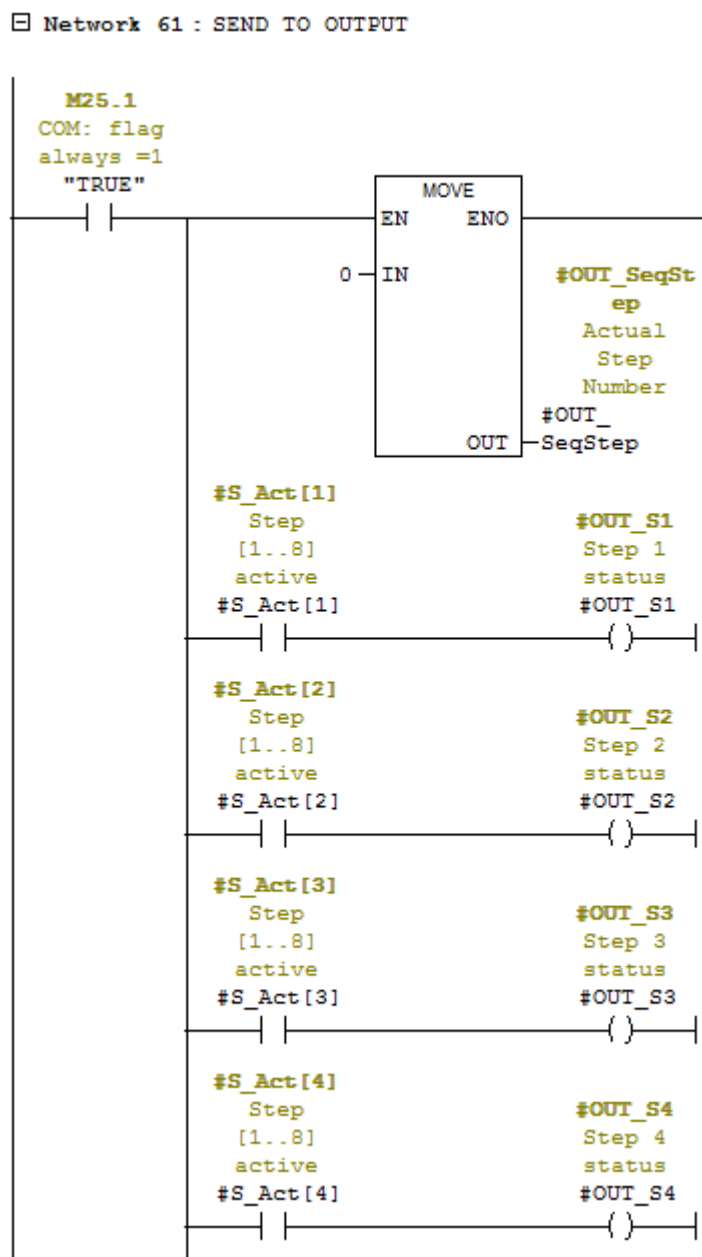 Network 61 : SEND TO OUTPUT
M25.1
COM: flag
always =1
"TRUE"
MOVE
EN ENO
0 IN
#OUT_SeqSt
ep
Actual
Step
Number
#OUT_
OUT SeqStep
#S_Act[1]
Step
[1..8]
active
#S_Act[1]
#OUT_S1
Step 1
status
#OUT_S1
#S_Act[2]
Step
[1..8]
active
#S_Act[2]
#OUT_S2
Step 2
status
#OUT_S2
#S_Act[3]
Step
[1..8]
active
#S_Act[3]
#OUT_S3
Step 3
status
#OUT_S3
#S_Act[4]
Step
[1..8]
active
#S_Act[4]
#OUT_S4
Step 4
status
#OUT_S4